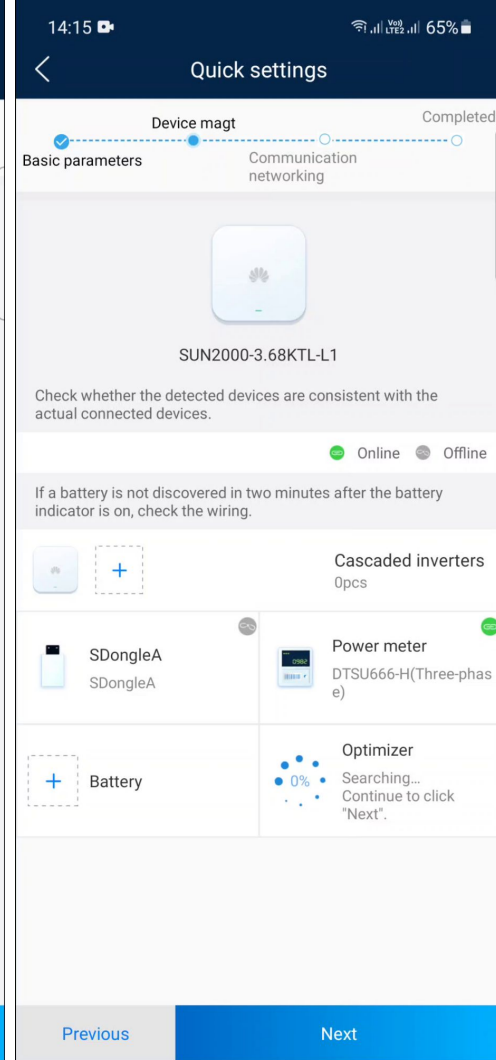 14:15
Vo)) LTE2 65%
Quick settings
Device magt
Completed
Basic parameters
Communication
networking
SUN2000-3.68KTL-L1
Check whether the detected devices are consistent with the
actual connected devices.
Online
Offline
If a battery is not discovered in two minutes after the battery
indicator is on, check the wiring.
Cascaded inverters
0pcs
SDongleA
SDongleA
Power meter
DTSU666-H(Three-phas
e)
Battery
0%
Optimizer
Searching...
Continue to click
"Next".
Previous
Next